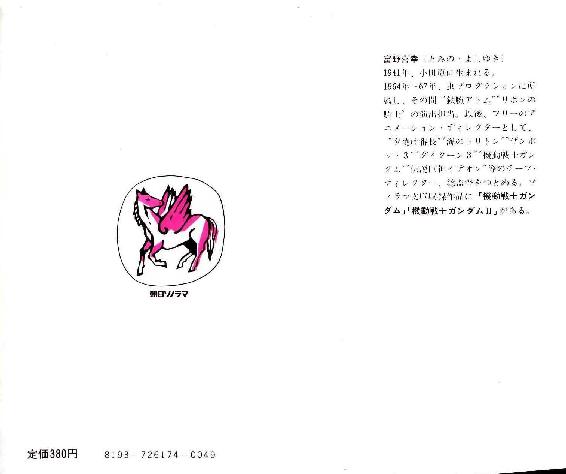 富野喜幸（とみの・よしゆき）
1941年、小田原に生まれる。
1964年〜67年、虫プロダクションに所
属し、その間“鉄腕アトム”“リボンの
騎士”の演出担当。以後、フリーのア
ニメーション・ディレクターとして、
“海のトリトン”“ザンボ
ット・3”“ダイターン3”“機動戦士ガン
ダム”“伝説巨神イデオン”等のチーフ・
ディレクター、総監督をつとめる。ソ
ノラマ文庫収録作品に「機動戦士ガン
ダム」「機動戦士ガンダムII」がある。
朝日ソノラマ
定価380円 8193-726174-0049